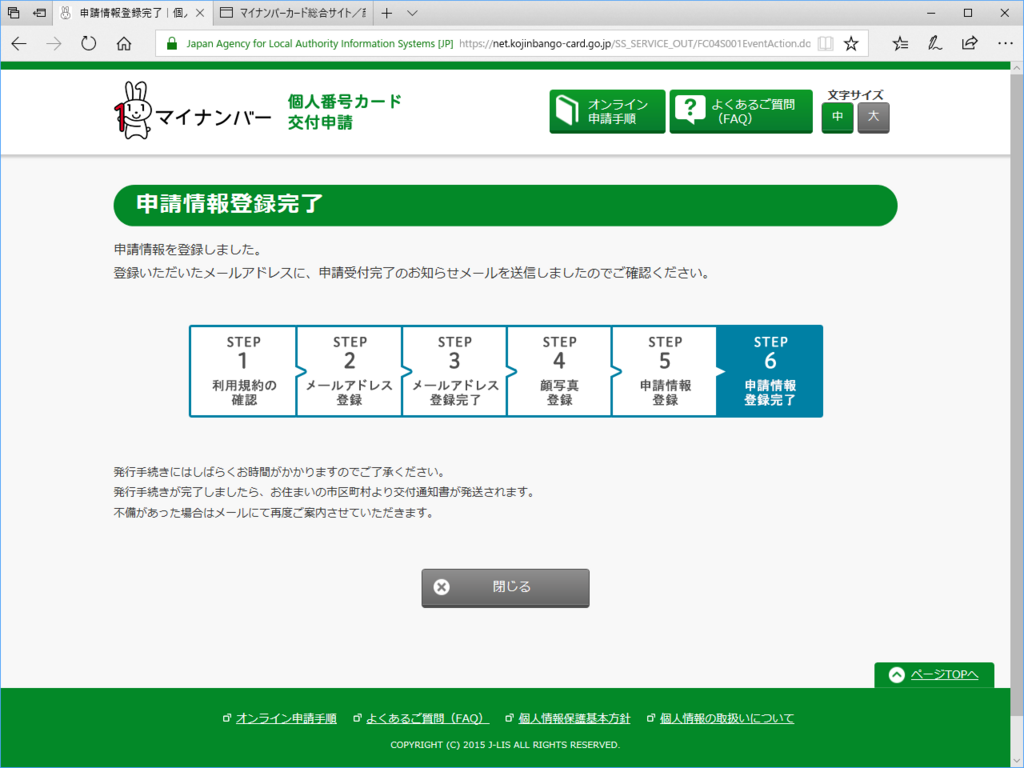 申請情報登録完了｜個人
マイナンバーカード総合サイト／
Japan Agency for Local Authority Information Systems [JP]
https://net.kojinbango-card.go.jp/SS_SERVICE_OUT/FC04S001EventAction.do
1
マイナンバー
個人番号カード
交付申請
オンライン
申請手順
?
よくあるご質問
（FAQ）
文字サイズ
中
大
申請情報登録完了
申請情報を登録しました。
登録いただいたメールアドレスに、申請受付完了のお知らせメールを送信しましたのでご確認ください。
STEP
1
利用規約の
確認
STEP
2
メールアドレス
登録
STEP
3
メールアドレス
登録完了
STEP
4
顔写真
登録
STEP
5
申請情報
登録
STEP
6
申請情報
登録完了
発行手続きにはしばらくお時間がかかりますのでご了承ください。
発行手続きが完了しましたら、お住まいの市区町村より交付通知書が発送されます。
不備があった場合はメールにて再度ご案内させていただきます。
閉じる
ページTOPへ
オンライン申請手順
よくあるご質問（FAQ）
個人情報保護基本方針
個人情報の取扱いについて
COPYRIGHT (C) 2015 J-LIS ALL RIGHTS RESERVED.